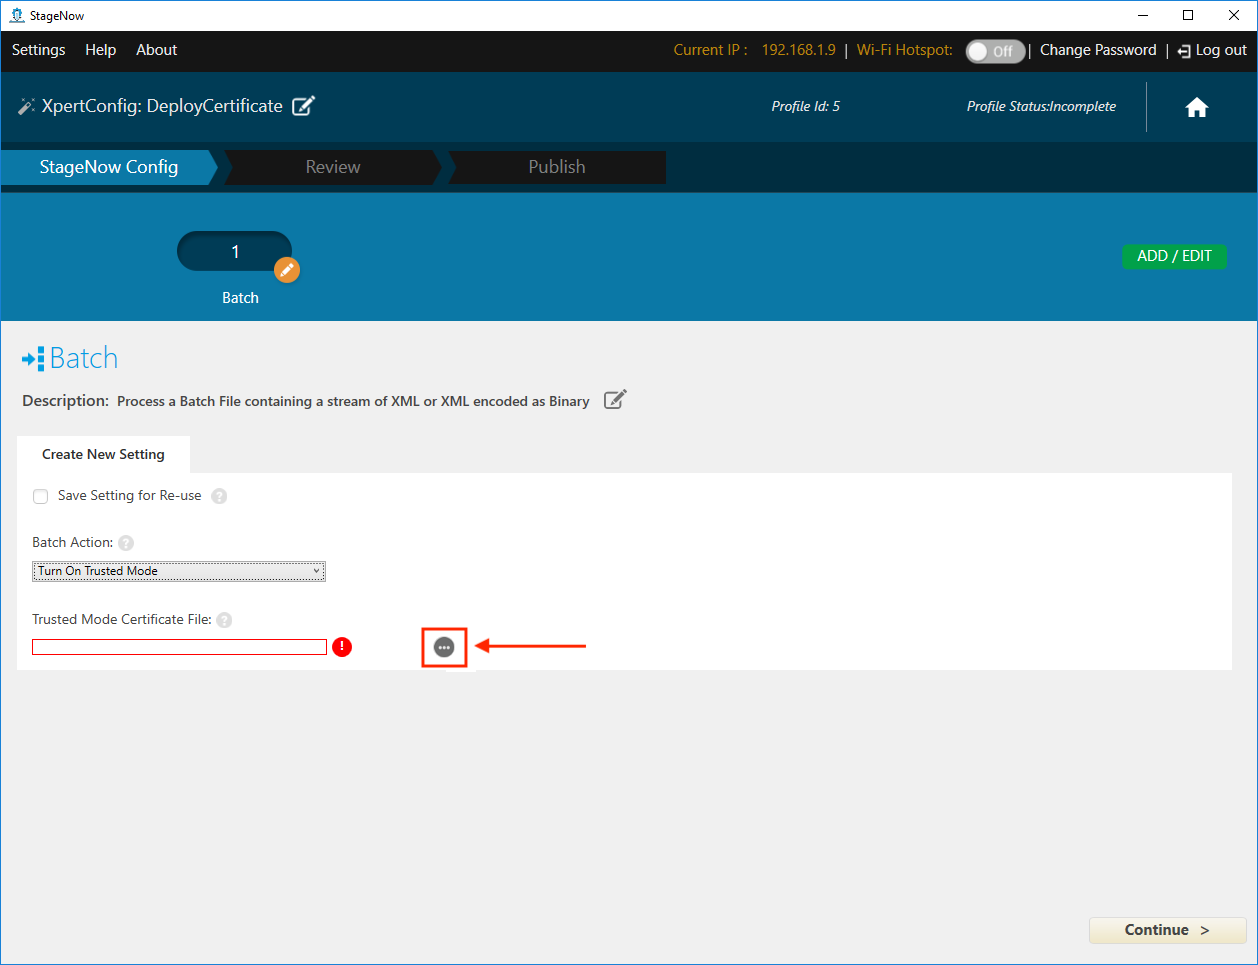 StageNow
Settings Help About Current IP : 192.168.1.9 | Wi-Fi Hotspot: Off | Change Password | Log out
XpertConfig: DeployCertificate Profile Id: 5 Profile Status:Incomplete
StageNow Config Review Publish
1
ADD / EDIT
Batch
Batch
Description: Process a Batch File containing a stream of XML or XML encoded as Binary
Create New Setting
Save Setting for Re-use ?
Batch Action: ?
Turn On Trusted Mode
Trusted Mode Certificate File: ?
!
Continue >